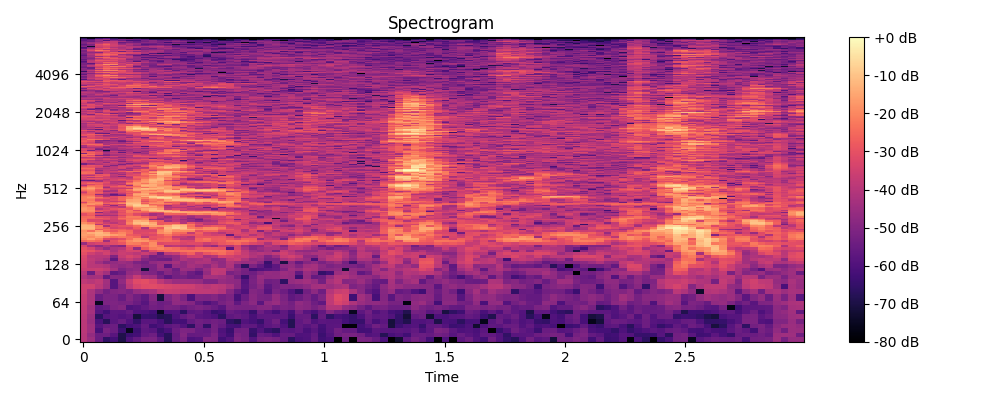 Spectrogram
Hz
4096
2048
1024
512
256
128
64
0
0
0.5
1
1.5
2
2.5
Time
+0 dB
-10 dB
-20 dB
-30 dB
-40 dB
-50 dB
-60 dB
-70 dB
-80 dB